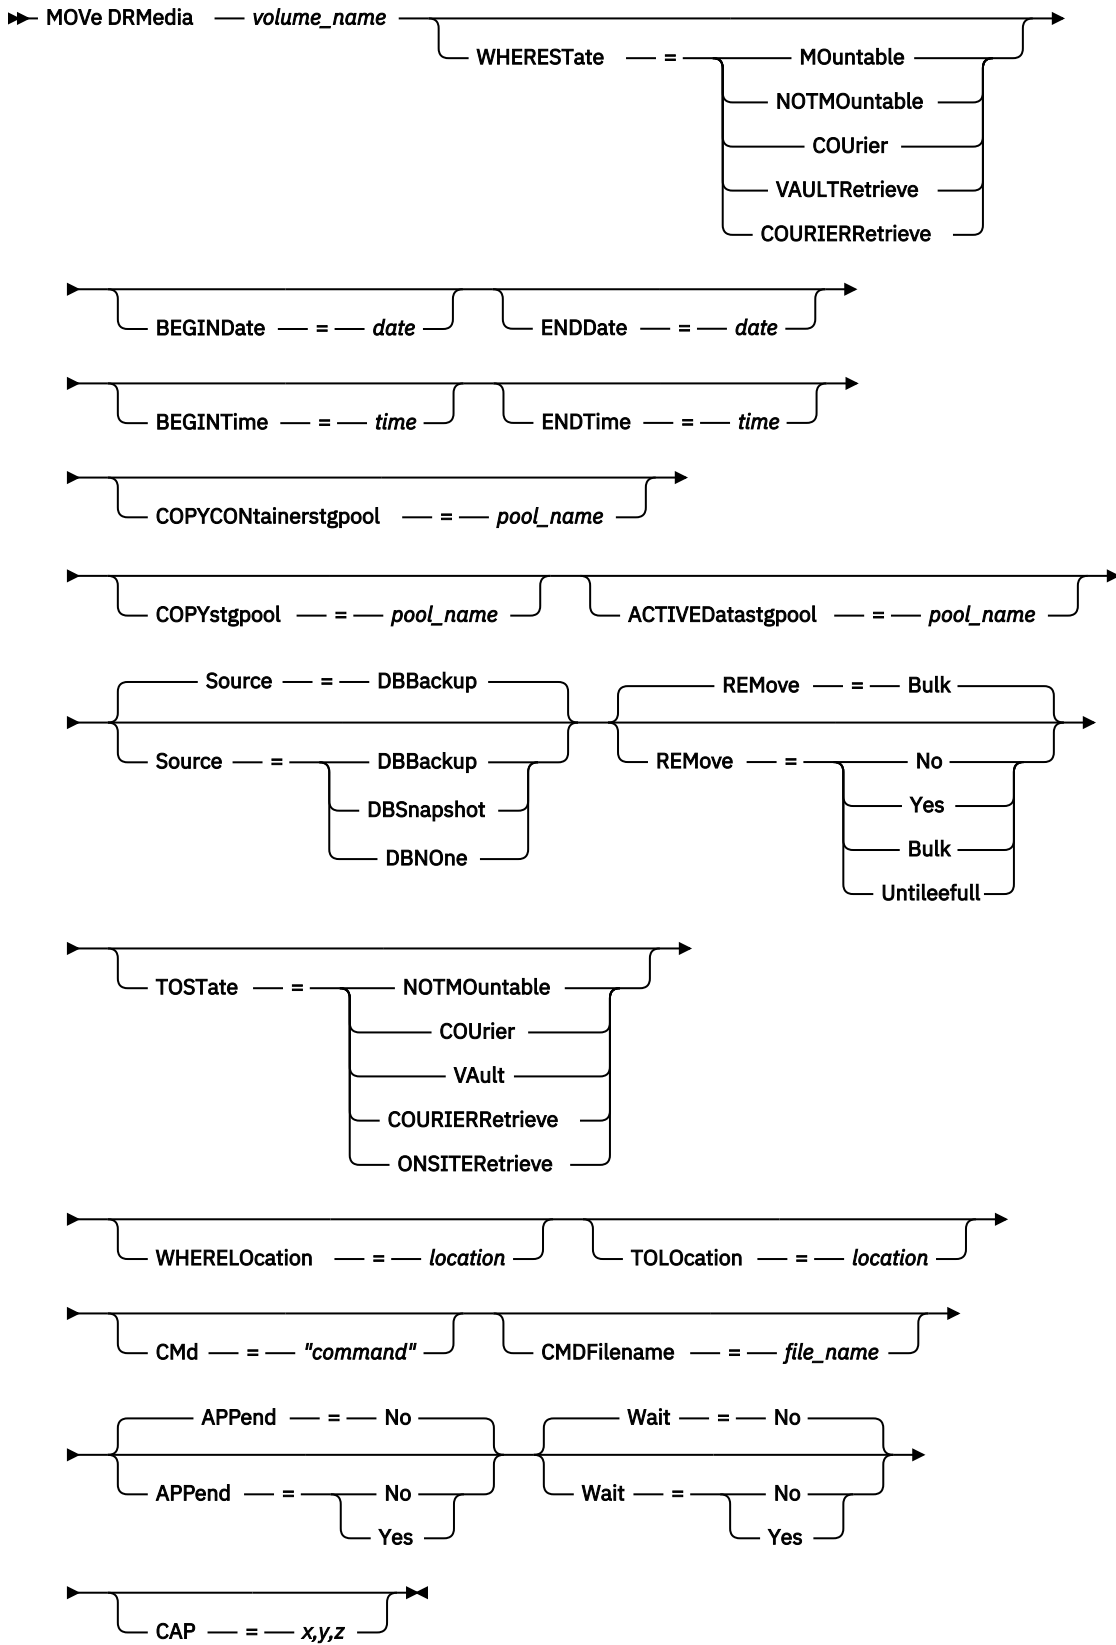 MOVe DRMedia volume_name
WHERESTate = MOuntable
NOTMOuntable
COUrier
VAULTRetrieve
COURIERRetrieve
BEGINDate = date ENDDate = date
BEGINTime = time ENDTime = time
COPYCONtainerstgpool = pool_name
COPYstgpool = pool_name ACTIVEDatastgpool = pool_name
Source = DBBackup REMove = Bulk
Source = DBBackup REMove = No
DBSnapshot Yes
DBNOne Bulk
Untileefull
TOSTate = NOTMOuntable
COUrier
VAult
COURIERRetrieve
ONSITERetrieve
WHERELOcation = location TOLOcation = location
CMd = "command" CMDFilename = file_name
APPend = No Wait = No
APPend = No Wait = No
Yes Yes
CAP = x,y,z